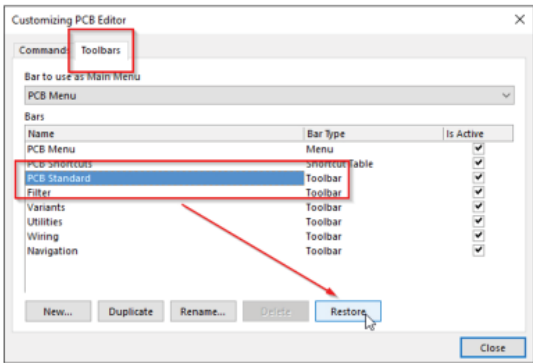 Customizing PCB Editor
Commands Toolbars
Bar to use as Main Menu
PCB Menu
Bars
Name Bar Type Is Active
PCB Menu Menu
PCB Shortcuts Shortcut Table
PCB Standard Toolbar
Filter Toolbar
Variants Toolbar
Utilities Toolbar
Wiring Toolbar
Navigation Toolbar
New... Duplicate Rename... Delete Restore
Close